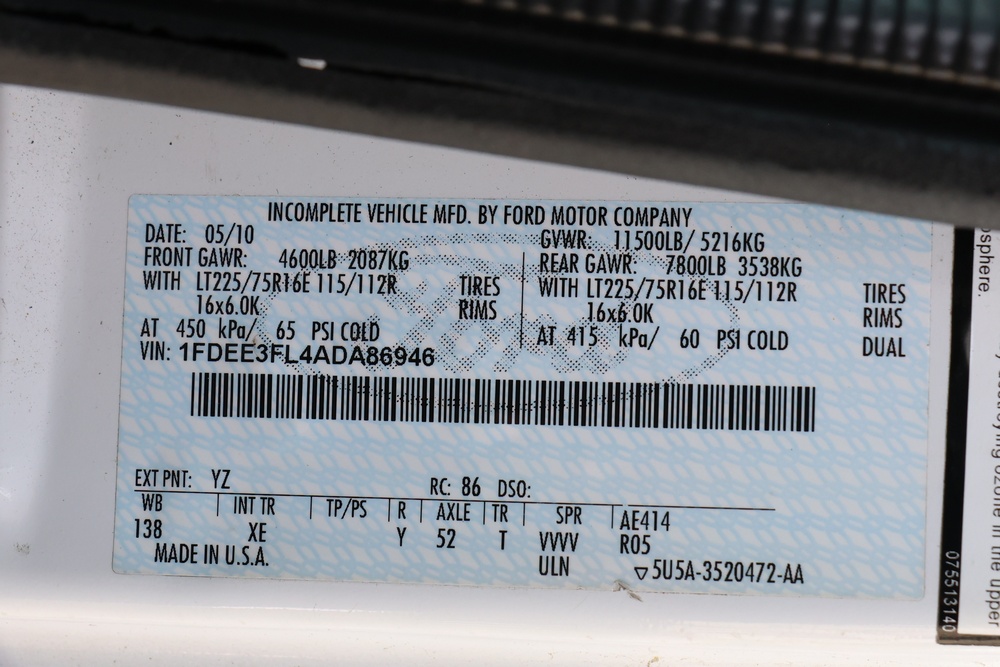 INCOMPLETE VEHICLE MFD. BY FORD MOTOR COMPANY
DATE: 05/10 GVWR: 11500LB/ 5216KG
FRONT GAWR: 4600LB 2087KG REAR GAWR: 7800LB 3538KG
WITH LT225/75R16E 115/112R TIRES WITH LT225/75R16E 115/112R TIRES
16x6.0K RIMS 16x6.0K RIMS
AT 450 kPa/ 65 PSI COLD AT 415 kPa/ 60 PSI COLD DUAL
VIN: 1FDEE3FL4ADA86946
EXT PNT: YZ RC: 86 DSO:
WB INT TR TP/PS R AXLE TR SPR AE414
138 XE Y 52 T VVVV R05
MADE IN U.S.A. ULN ▽5U5A-3520472-AA
osphere.
ozone in the upper
075513140